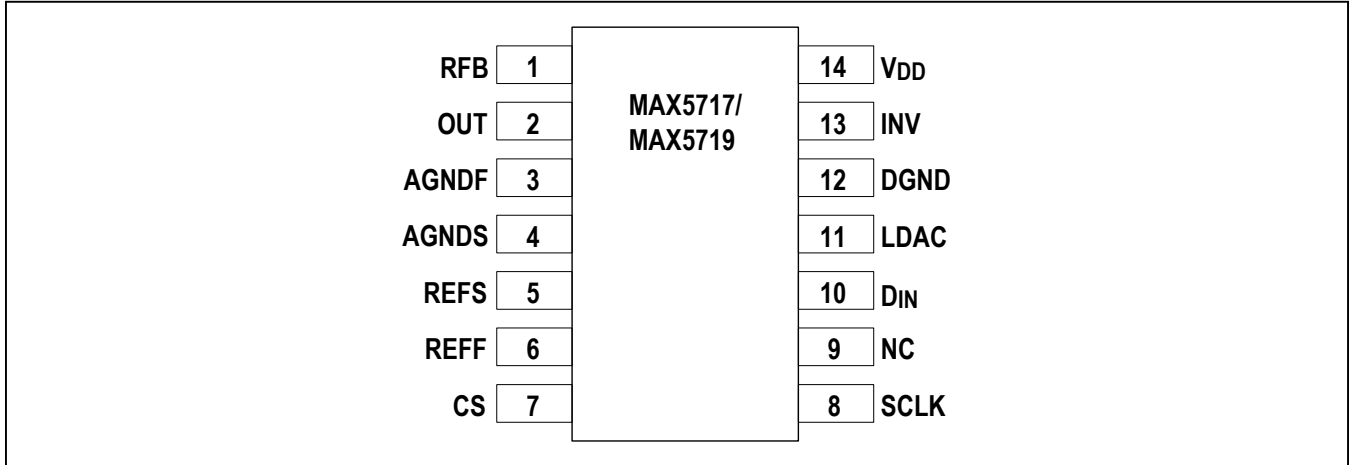 RFB 1
14 VDD
MAX5717/
MAX5719
OUT 2
13 INV
AGNDF 3
12 DGND
AGNDS 4
11 LDAC
REFS 5
10 DIN
REFF 6
9 NC
CS 7
8 SCLK